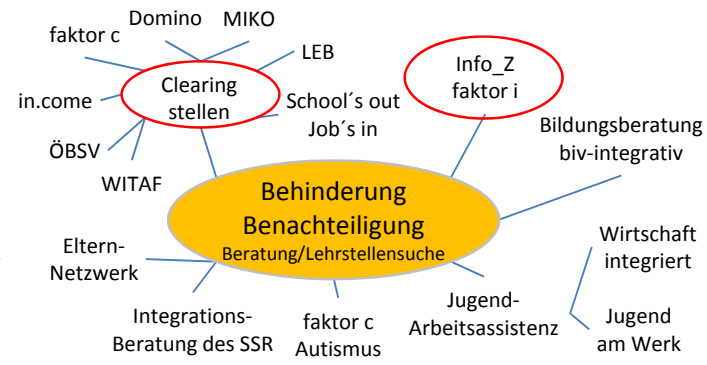 Domino
MIKO
faktor c
LEB
Clearing
stellen
Info_Z
faktor i
in.come
School´s out
Job´s in
Bildungsberatung
biv-integrativ
ÖBSV
WITAF
Behinderung
Benachteiligung
Beratung/Lehrstellensuche
Eltern-
Netzwerk
Wirtschaft
integriert
Integrations-
Beratung des SSR
faktor c
Autismus
Jugend-
Arbeitsassistenz
Jugend
am Werk